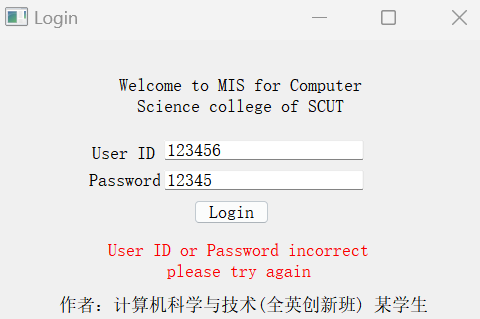 Login
Welcome to MIS for Computer
Science college of SCUT
User ID 123456
Password 12345
Login
User ID or Password incorrect
please try again
作者：计算机科学与技术(全英创新班) 某学生